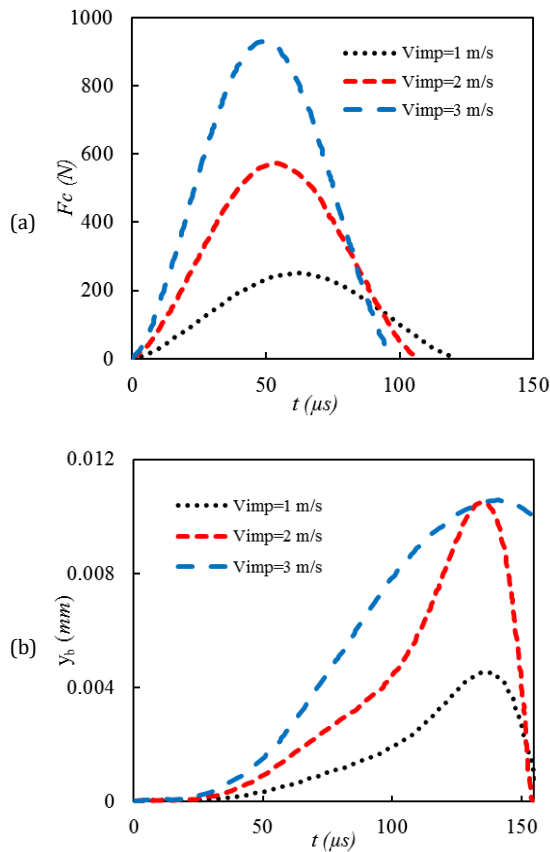 (a)
Fc (N)
1000
800
600
400
200
0
Vimp=1 m/s
Vimp=2 m/s
Vimp=3 m/s
0 50 100 150
t (μs)
(b)
y_b (mm)
0.012
0.008
0.004
0
Vimp=1 m/s
Vimp=2 m/s
Vimp=3 m/s
0 50 100 150
t (μs)